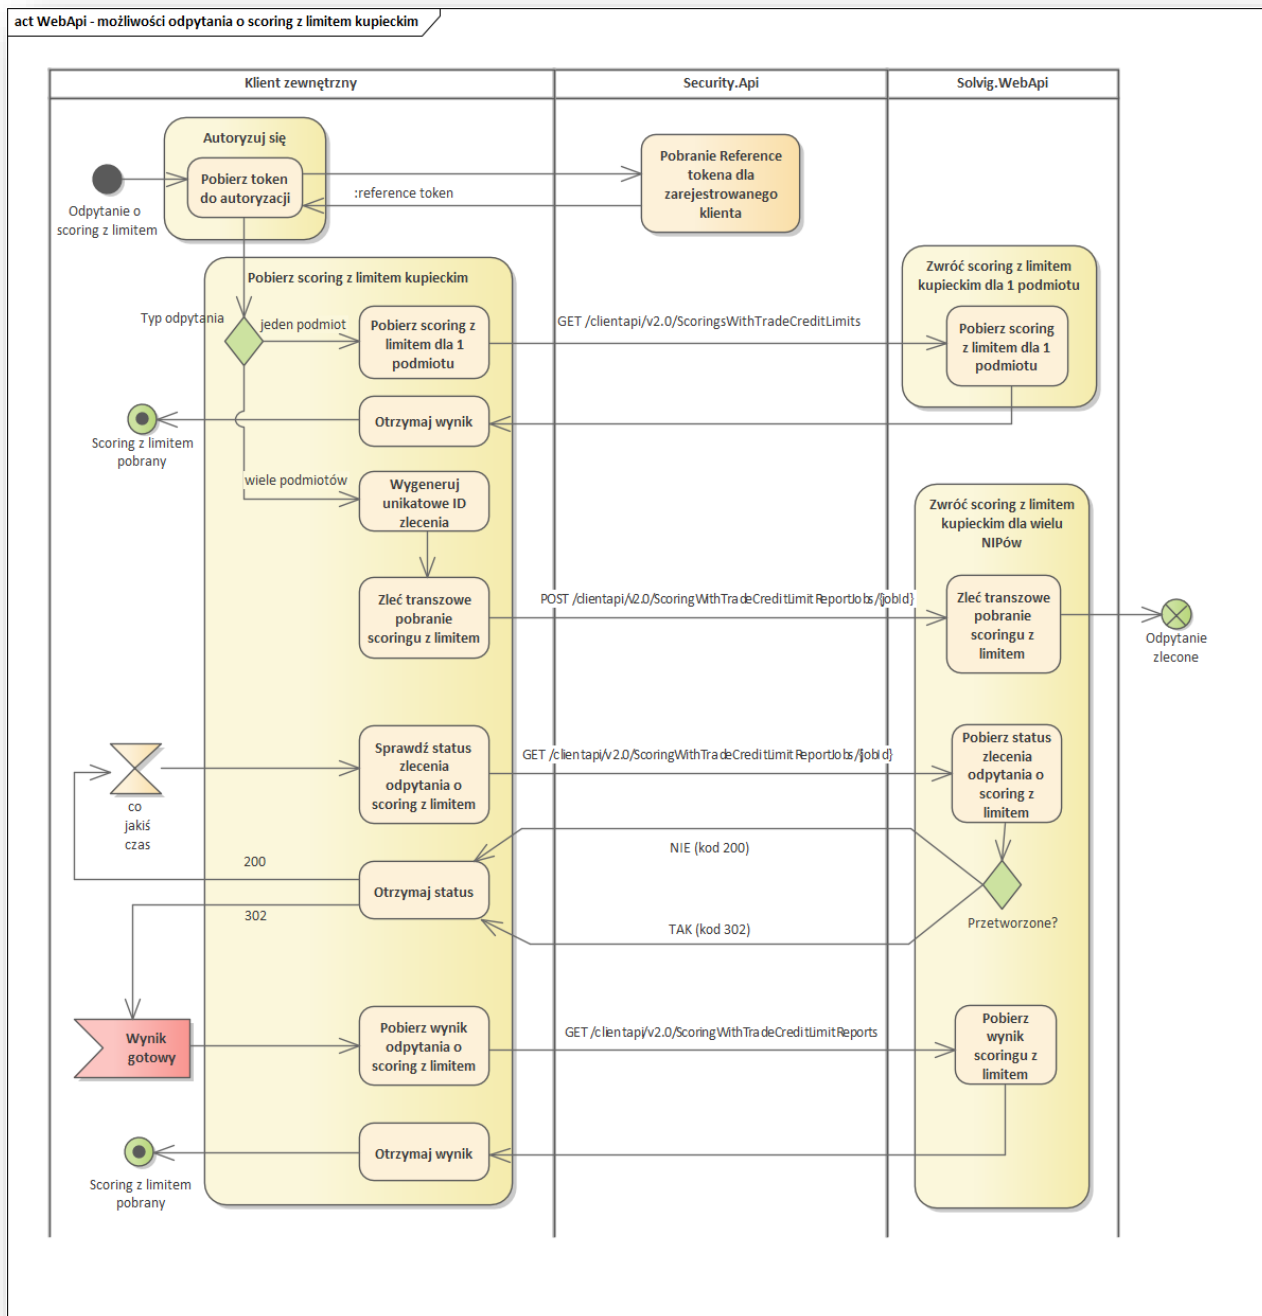 act WebApi - możliwości odpytania o scoring z limitem kupieckim
Klient zewnętrzny
Security.Api
Solvig.WebApi
Autoryzuj się
Pobierz token
do autoryzacji
Odpytanie o
scoring z limitem
:reference token
Pobranie Reference
tokena dla
zarejestrowanego
klienta
Pobierz scoring z limitem kupieckim
Typ odpytania
jeden podmiot
Pobierz scoring z
limitem dla 1
podmiotu
GET /clientapi/v2.0/ScoringsWithTradeCreditLimits
Zwróć scoring z limitem
kupieckim dla 1 podmiotu
Pobierz scoring
z limitem dla 1
podmiotu
Otrzymaj wynik
Scoring z limitem
pobrany
wiele podmiotów
Wygeneruj
unikatowe ID
zlecenia
Zwróć scoring z limitem
kupieckim dla wielu
NIPów
Zleć transzowe
pobranie
scoringu z limitem
POST /clientapi/v2.0/ScoringWithTradeCreditLimitReportJobs/{jobId}
Zleć transzowe
pobranie
scoringu z
limitem
Odpytanie
zlecone
co
jakiś
czas
Sprawdź status
zlecenia
odpytania o
scoring z limitem
GET /clientapi/v2.0/ScoringWithTradeCreditLimitReportJobs/{jobId}
Pobierz status
zlecenia
odpytania o
scoring z
limitem
NIE (kod 200)
200
Otrzymaj status
302
TAK (kod 302)
Przetworzone?
Wynik
gotowy
Pobierz wynik
odpytania o
scoring z limitem
GET /clientapi/v2.0/ScoringWithTradeCreditLimitReports
Pobierz
wynik
scoringu z
limitem
Otrzymaj wynik
Scoring z limitem
pobrany